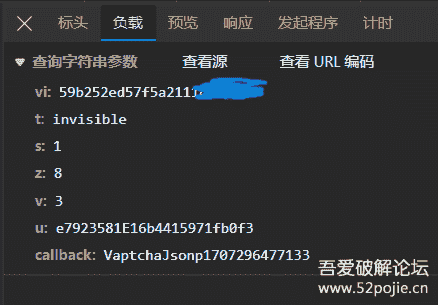 标头 负载 预览 响应 发起程序 计时
查询字符串参数 查看源 查看 URL 编码
vi: 59b252ed57f5a211
t: invisible
s: 1
z: 8
v: 3
u: e7923581E16b4415971fb0f3
callback: VaptchaJsonp1707296477133
吾爱破解论坛
www.52pojie.cn